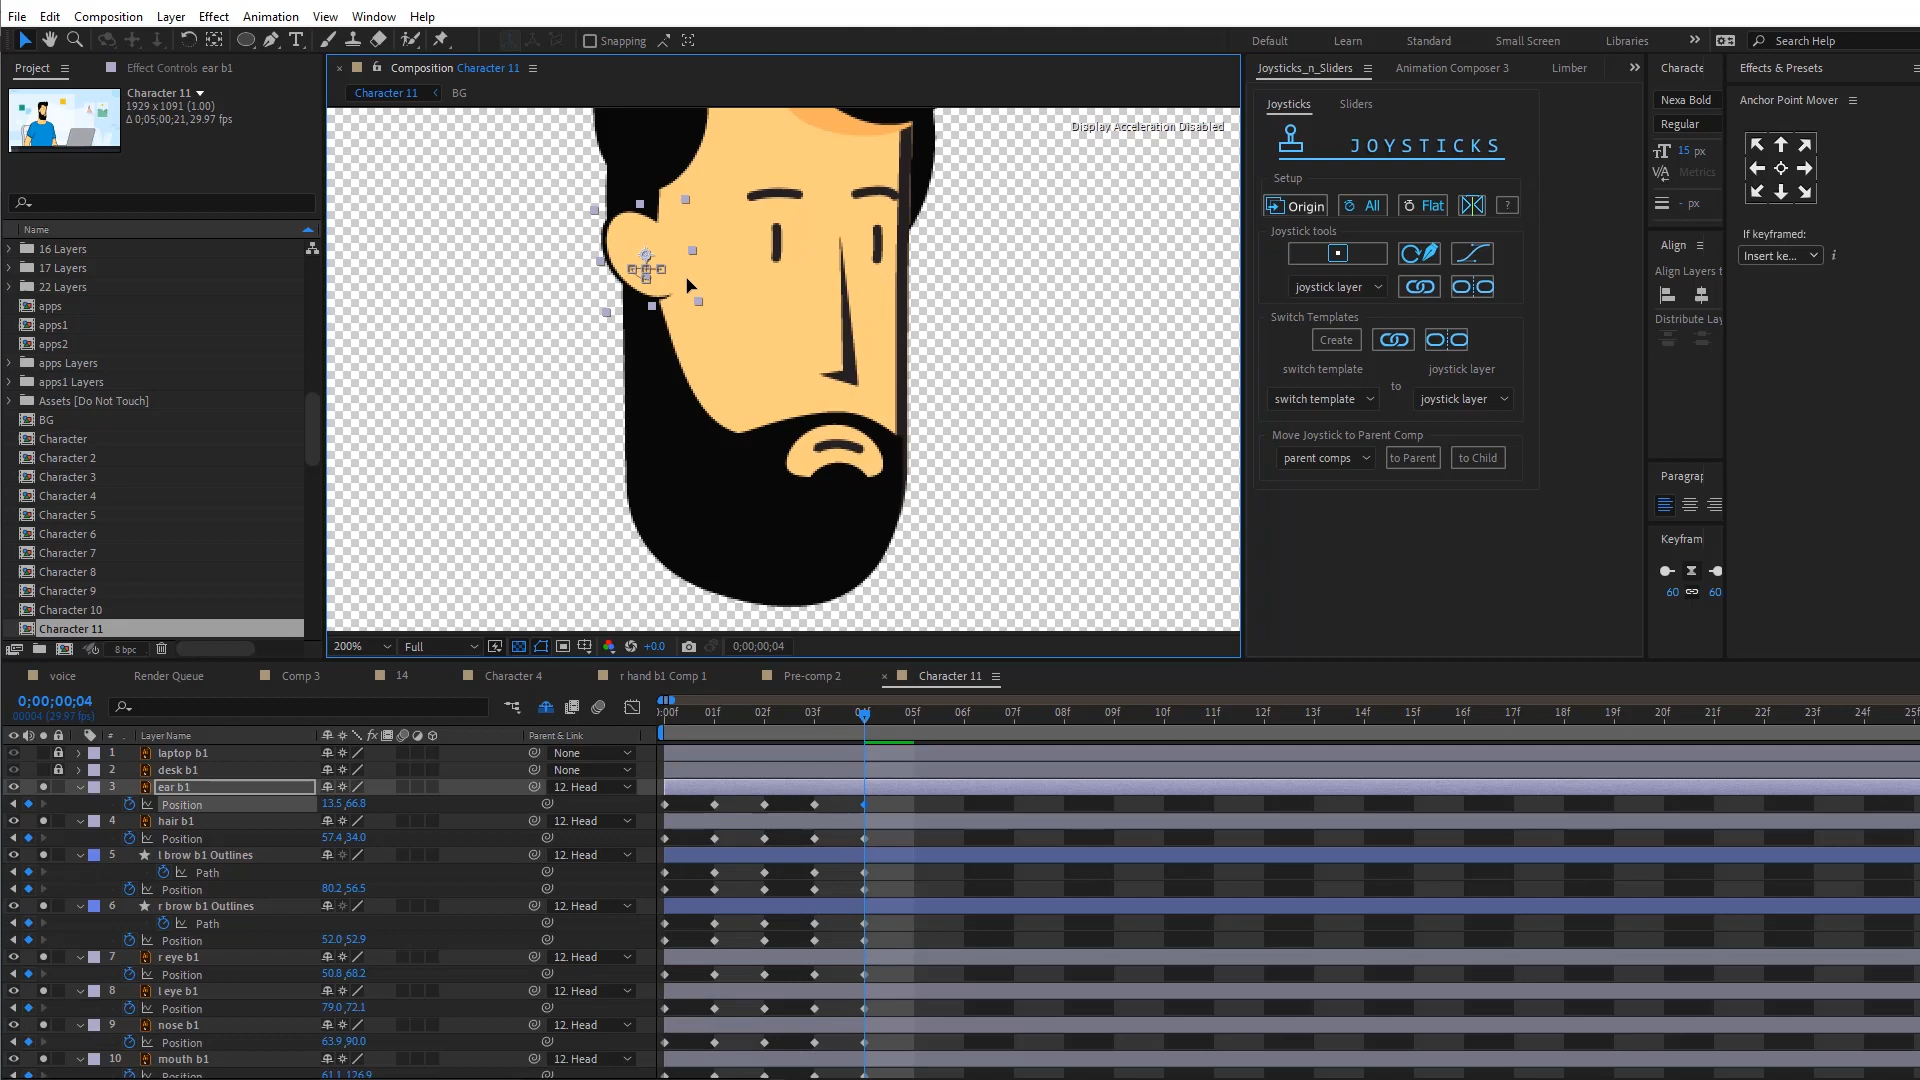 File Edit Composition Layer Effect Animation View Window Help
Snapping
Default Learn Standard Small Screen Libraries Search Help
Project Effect Controls ear b1
Character 11
1929 x 1091 (1.00)
Δ 0;05;00;21, 29.97 fps
Name
16 Layers
17 Layers
22 Layers
apps
apps1
apps2
apps Layers
apps1 Layers
Assets [Do Not Touch]
BG
Character
Character 2
Character 3
Character 4
Character 5
Character 6
Character 7
Character 8
Character 9
Character 10
Character 11
8 bpc
Composition Character 11
Character 11 BG
Display Acceleration Disabled
200% Full +0.0 0;00;00;04
Joysticks_n_Sliders Animation Composer 3 Limber
Joysticks Sliders
JOYSTICKS
Setup
Origin All Flat ?
Joystick tools
joystick layer
Switch Templates
Create
switch template joystick layer
to
switch template joystick layer
Move Joystick to Parent Comp
parent comps to Parent to Child
Characte
Nexa Bold
Regular
15 px
Metrics
- px
Align
Align Layers t
Distribute Lay
Paragrap
Keyfram
60 60
Effects & Presets
Anchor Point Mover
If keyframed:
Insert ke...
voice Render Queue Comp 3 14 Character 4 r hand b1 Comp 1 Pre-comp 2 Character 11
0;00;00;04
00004 (29.97 fps)
# Layer Name Parent & Link
:00f 01f 02f 03f 04f 05f 06f 07f 08f 09f 10f 11f 12f 13f 14f 15f 16f 17f 18f 19f 20f 21f 22f 23f 24f 25f
1 laptop b1 None
2 desk b1 None
3 ear b1 12. Head
Position 13.5,66.8
4 hair b1 12. Head
Position 57.4,34.0
5 l brow b1 Outlines 12. Head
Path
Position 80.2,56.5
6 r brow b1 Outlines 12. Head
Path
Position 52.0,52.9
7 r eye b1 12. Head
Position 50.8,68.2
8 l eye b1 12. Head
Position 79.0,72.1
9 nose b1 12. Head
Position 63.9,90.0
10 mouth b1 12. Head
Position 61.1,126.9